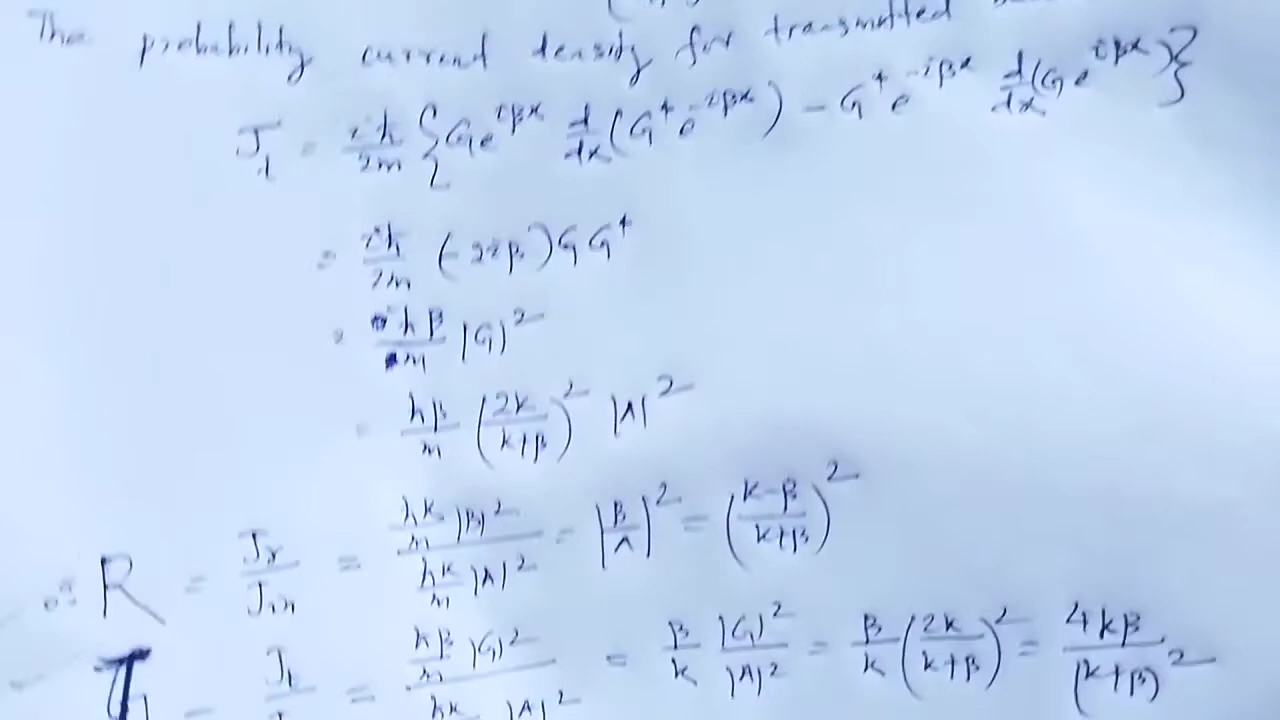 The probability current density for transmitted
J_t = iħ/2m {Ge^{iβx} d/dx (G*e^{-iβx}) - G*e^{-iβx} d/dx (Ge^{iβx})}
= iħ/2m (-2iβ) G G*
= ħβ/m |G|²
= ħβ/m (2k/(k+β))² |A|²
∴ R = J_r/J_in = (ħk/m |B|²)/(ħk/m |A|²) = |B/A|² = ((k-β)/(k+β))²
T = J_t/J = (ħβ/m |G|²)/(ħk/m |A|²) = β/k |G|²/|A|² = β/k (2k/(k+β))² = 4kβ/(k+β)²